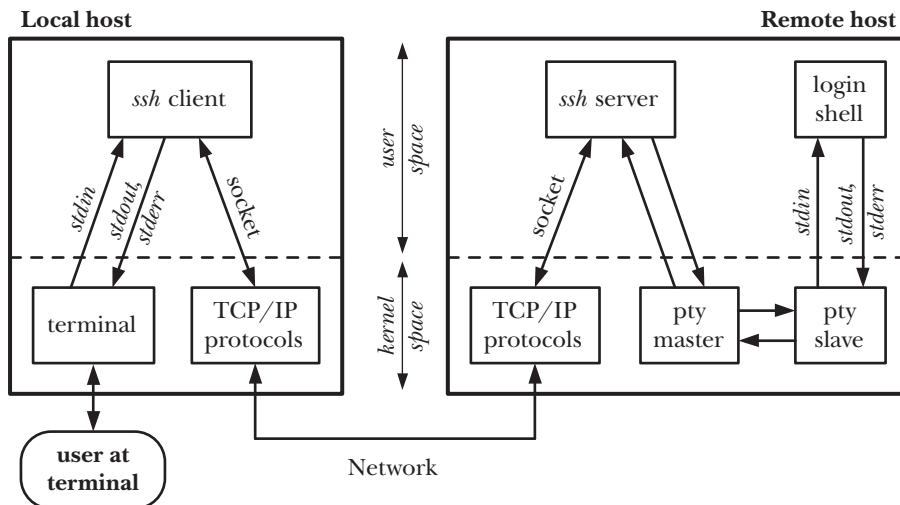 Local host
Remote host
ssh client
stdin
stdout,
stderr
socket
terminal
TCP/IP
protocols
user at
terminal
user
space
kernel
space
Network
ssh server
socket
TCP/IP
protocols
pty
master
login
shell
stdin
stdout,
stderr
pty
slave